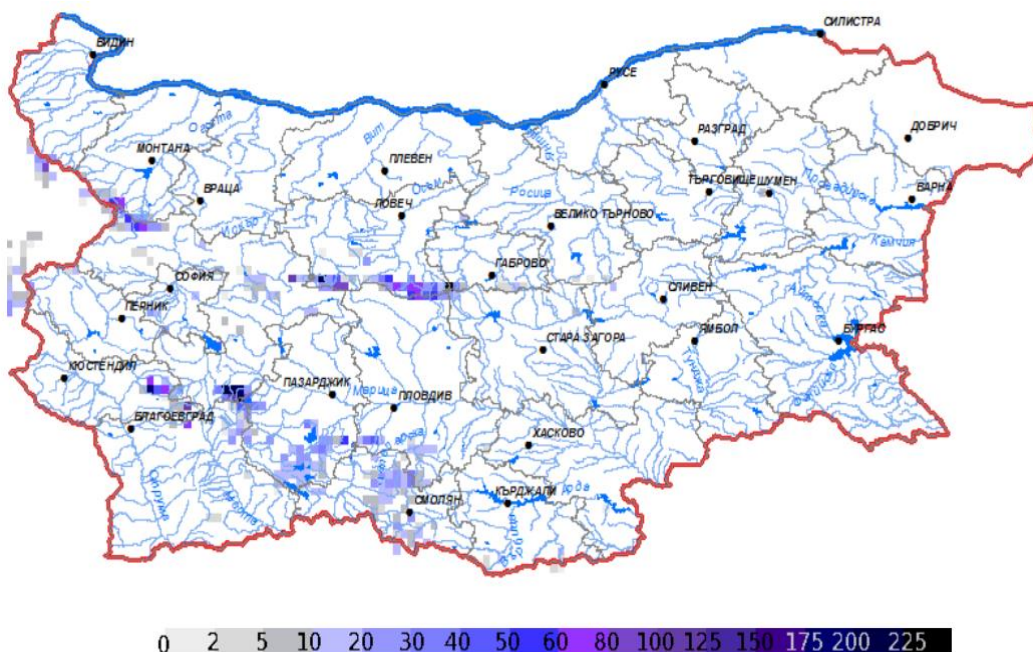 СИЛИСТРА
ВИДИН
РУСЕ
Огоста
Вит
РАЗГРАД
ДОБРИЧ
МОНТАНА
ПЛЕВЕН
ВРАЦА
Осъм
Росица
ТЪРГОВИЩЕ
ШУМЕН
ВАРНА
ЛОВЕЧ
Искър
ВЕЛИКО ТЪРНОВО
Камчия
СОФИЯ
ГАБРОВО
СЛИВЕН
ПЕРНИК
ЯМБОЛ
БУРГАС
СТАРА ЗАГОРА
Тунджа
КЮСТЕНДИЛ
ПАЗАРДЖИК
Марица
ПЛОВДИВ
БЛАГОЕВГРАД
ХАСКОВО
Струма
Места
СМОЛЯН
КЪРДЖАЛИ
0 2 5 10 20 30 40 50 60 80 100 125 150 175 200 225